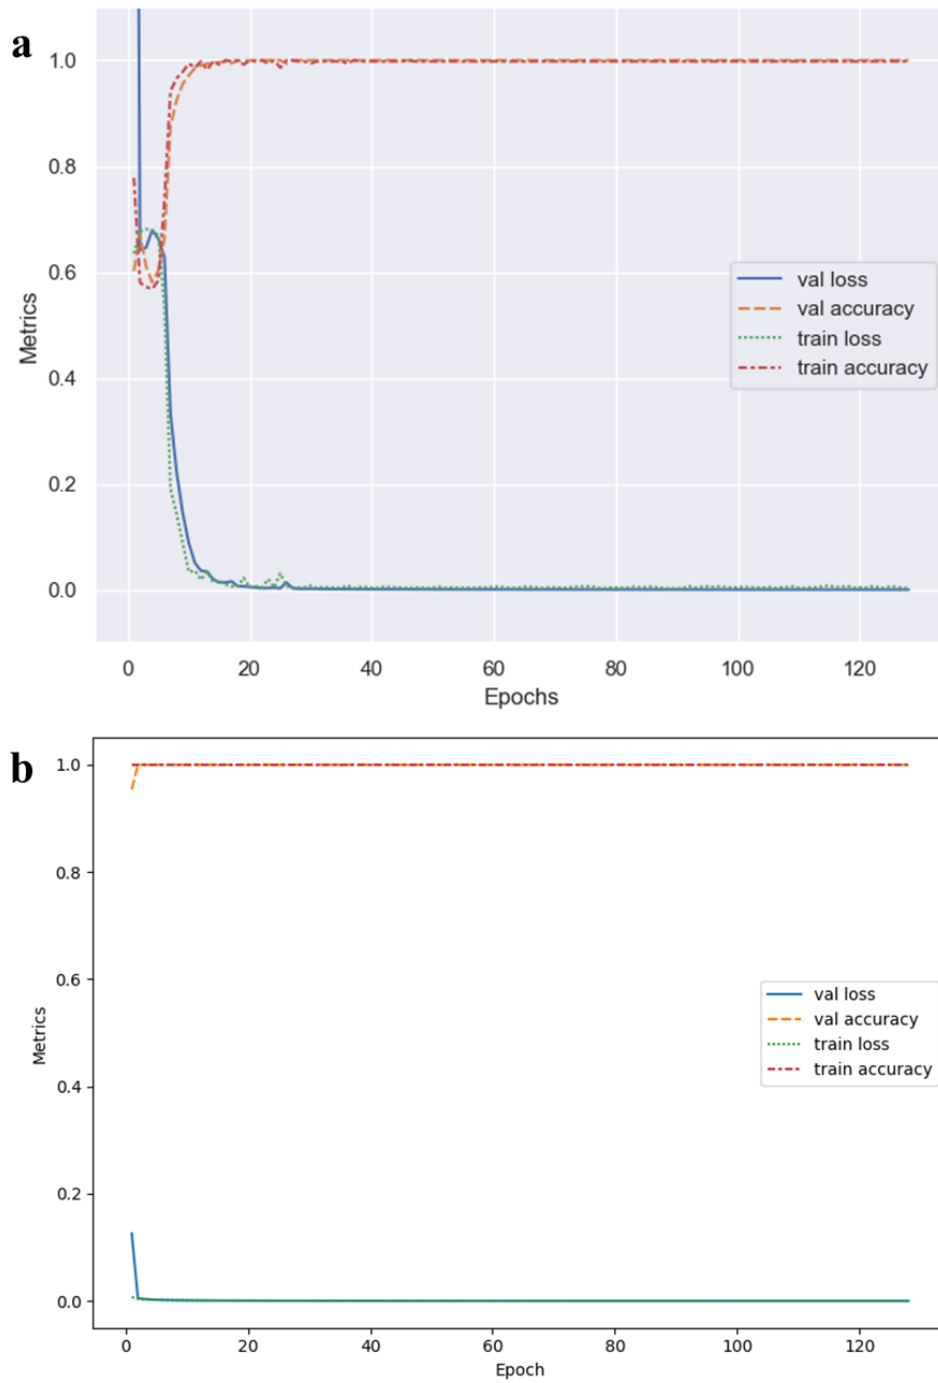 a
1.0
0.8
0.6
0.4
0.2
0.0
Metrics
val loss
val accuracy
train loss
train accuracy
0 20 40 60 80 100 120
Epochs
b
1.0
0.8
0.6
0.4
0.2
0.0
Metrics
val loss
val accuracy
train loss
train accuracy
0 20 40 60 80 100 120
Epoch